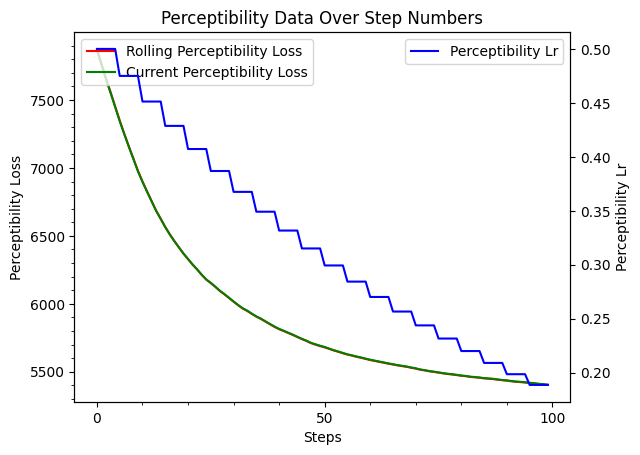 Perceptibility Data Over Step Numbers
Rolling Perceptibility Loss
Current Perceptibility Loss
Perceptibility Lr
Perceptibility Loss
7500
7000
6500
6000
5500
0.50
0.45
0.40
0.35
0.30
0.25
0.20
Perceptibility Lr
0
50
100
Steps